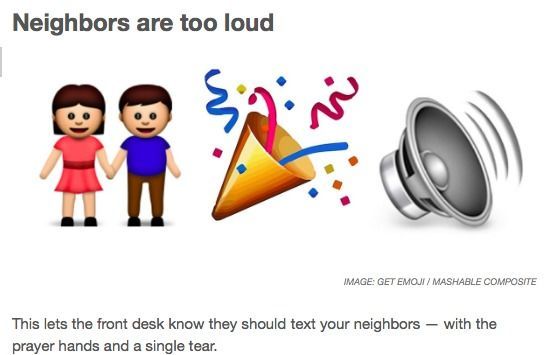 Neighbors are too loud
IMAGE: GET EMOJI / MASHABLE COMPOSITE
This lets the front desk know they should text your neighbors — with the
prayer hands and a single tear.